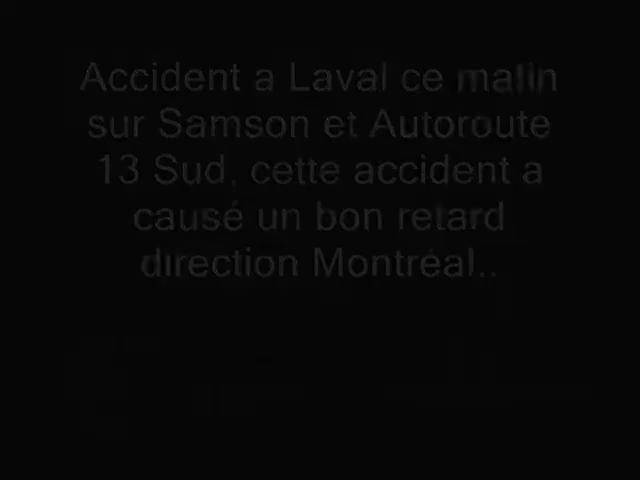 Accident a Laval ce matin
sur Samson et Autoroute
13 Sud, cette accident a
causé un bon retard
direction Montréal..